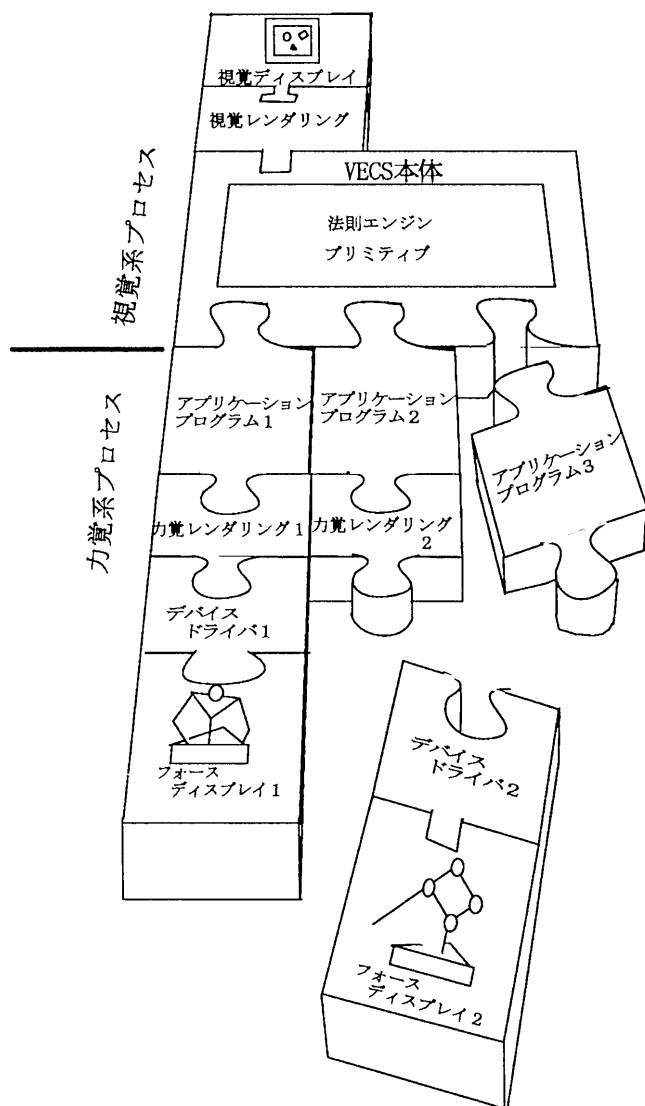 視覚ディスプレイ
視覚レンダリング
VECS本体
法則エンジン
プリミティブ
視覚系プロセス
力覚系プロセス
アプリケーション
プログラム1
アプリケーション
プログラム2
アプリケーション
プログラム3
力覚レンダリング1
力覚レンダリング
2
デバイス
ドライバ1
フォース
ディスプレイ1
デバイス
ドライバ2
フォース
ディスプレイ2